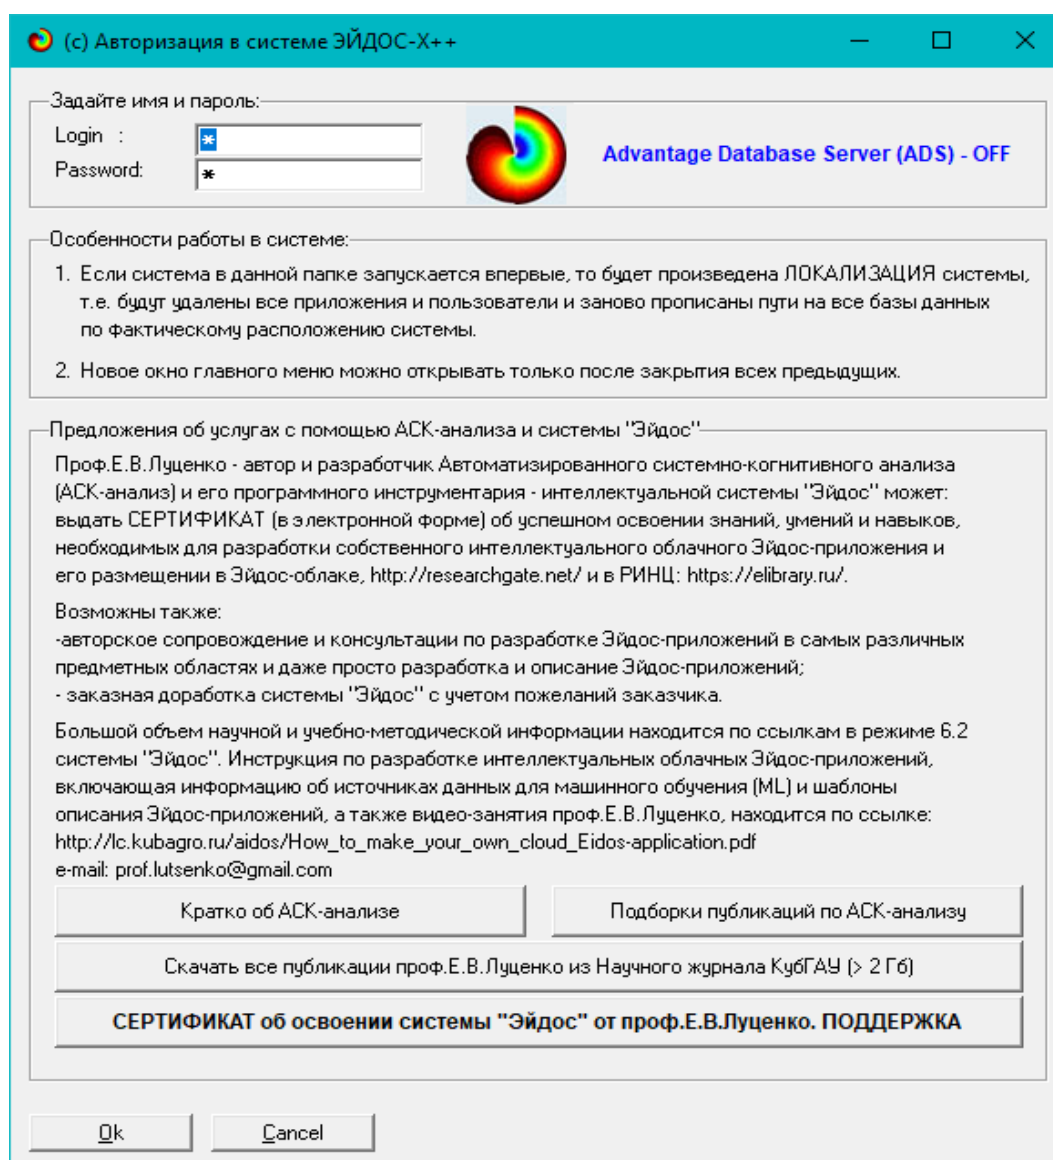 (с) Авторизация в системе ЭЙДОС-X++
Задайте имя и пароль:
Login :
*
Password:
*
Advantage Database Server (ADS) - OFF
Особенности работы в системе:
1. Если система в данной папке запускается впервые, то будет произведена ЛОКАЛИЗАЦИЯ системы,
т.е. будут удалены все приложения и пользователи и заново прописаны пути на все базы данных
по фактическому расположению системы.
2. Новое окно главного меню можно открывать только после закрытия всех предыдущих.
Предложения об услугах с помощью АСК-анализа и системы "Эйдос"
Проф.Е.В.Луценко - автор и разработчик Автоматизированного системно-когнитивного анализа
(АСК-анализ) и его программного инструментария - интеллектуальной системы "Эйдос" может:
выдать СЕРТИФИКАТ (в электронной форме) об успешном освоении знаний, умений и навыков,
необходимых для разработки собственного интеллектуального облачного Эйдос-приложения и
его размещении в Эйдос-облаке, http://researchgate.net/ и в РИНЦ: https://elibrary.ru/.
Возможны также:
-авторское сопровождение и консультации по разработке Эйдос-приложений в самых различных
предметных областях и даже просто разработка и описание Эйдос-приложений;
- заказная доработка системы "Эйдос" с учетом пожеланий заказчика.
Большой объем научной и учебно-методической информации находится по ссылкам в режиме 6.2
системы "Эйдос". Инструкция по разработке интеллектуальных облачных Эйдос-приложений,
включающая информацию об источниках данных для машинного обучения (ML) и шаблоны
описания Эйдос-приложений, а также видео-занятия проф.Е.В.Луценко, находится по ссылке:
http://lc.kubagro.ru/aidos/How_to_make_your_own_cloud_Eidos-application.pdf
e-mail: prof.lutsenko@gmail.com
Кратко об АСК-анализе
Подборки публикаций по АСК-анализу
Скачать все публикации проф.Е.В.Луценко из Научного журнала КубГАУ (> 2 Гб)
СЕРТИФИКАТ об освоении системы "Эйдос" от проф.Е.В.Луценко. ПОДДЕРЖКА
Ok
Cancel